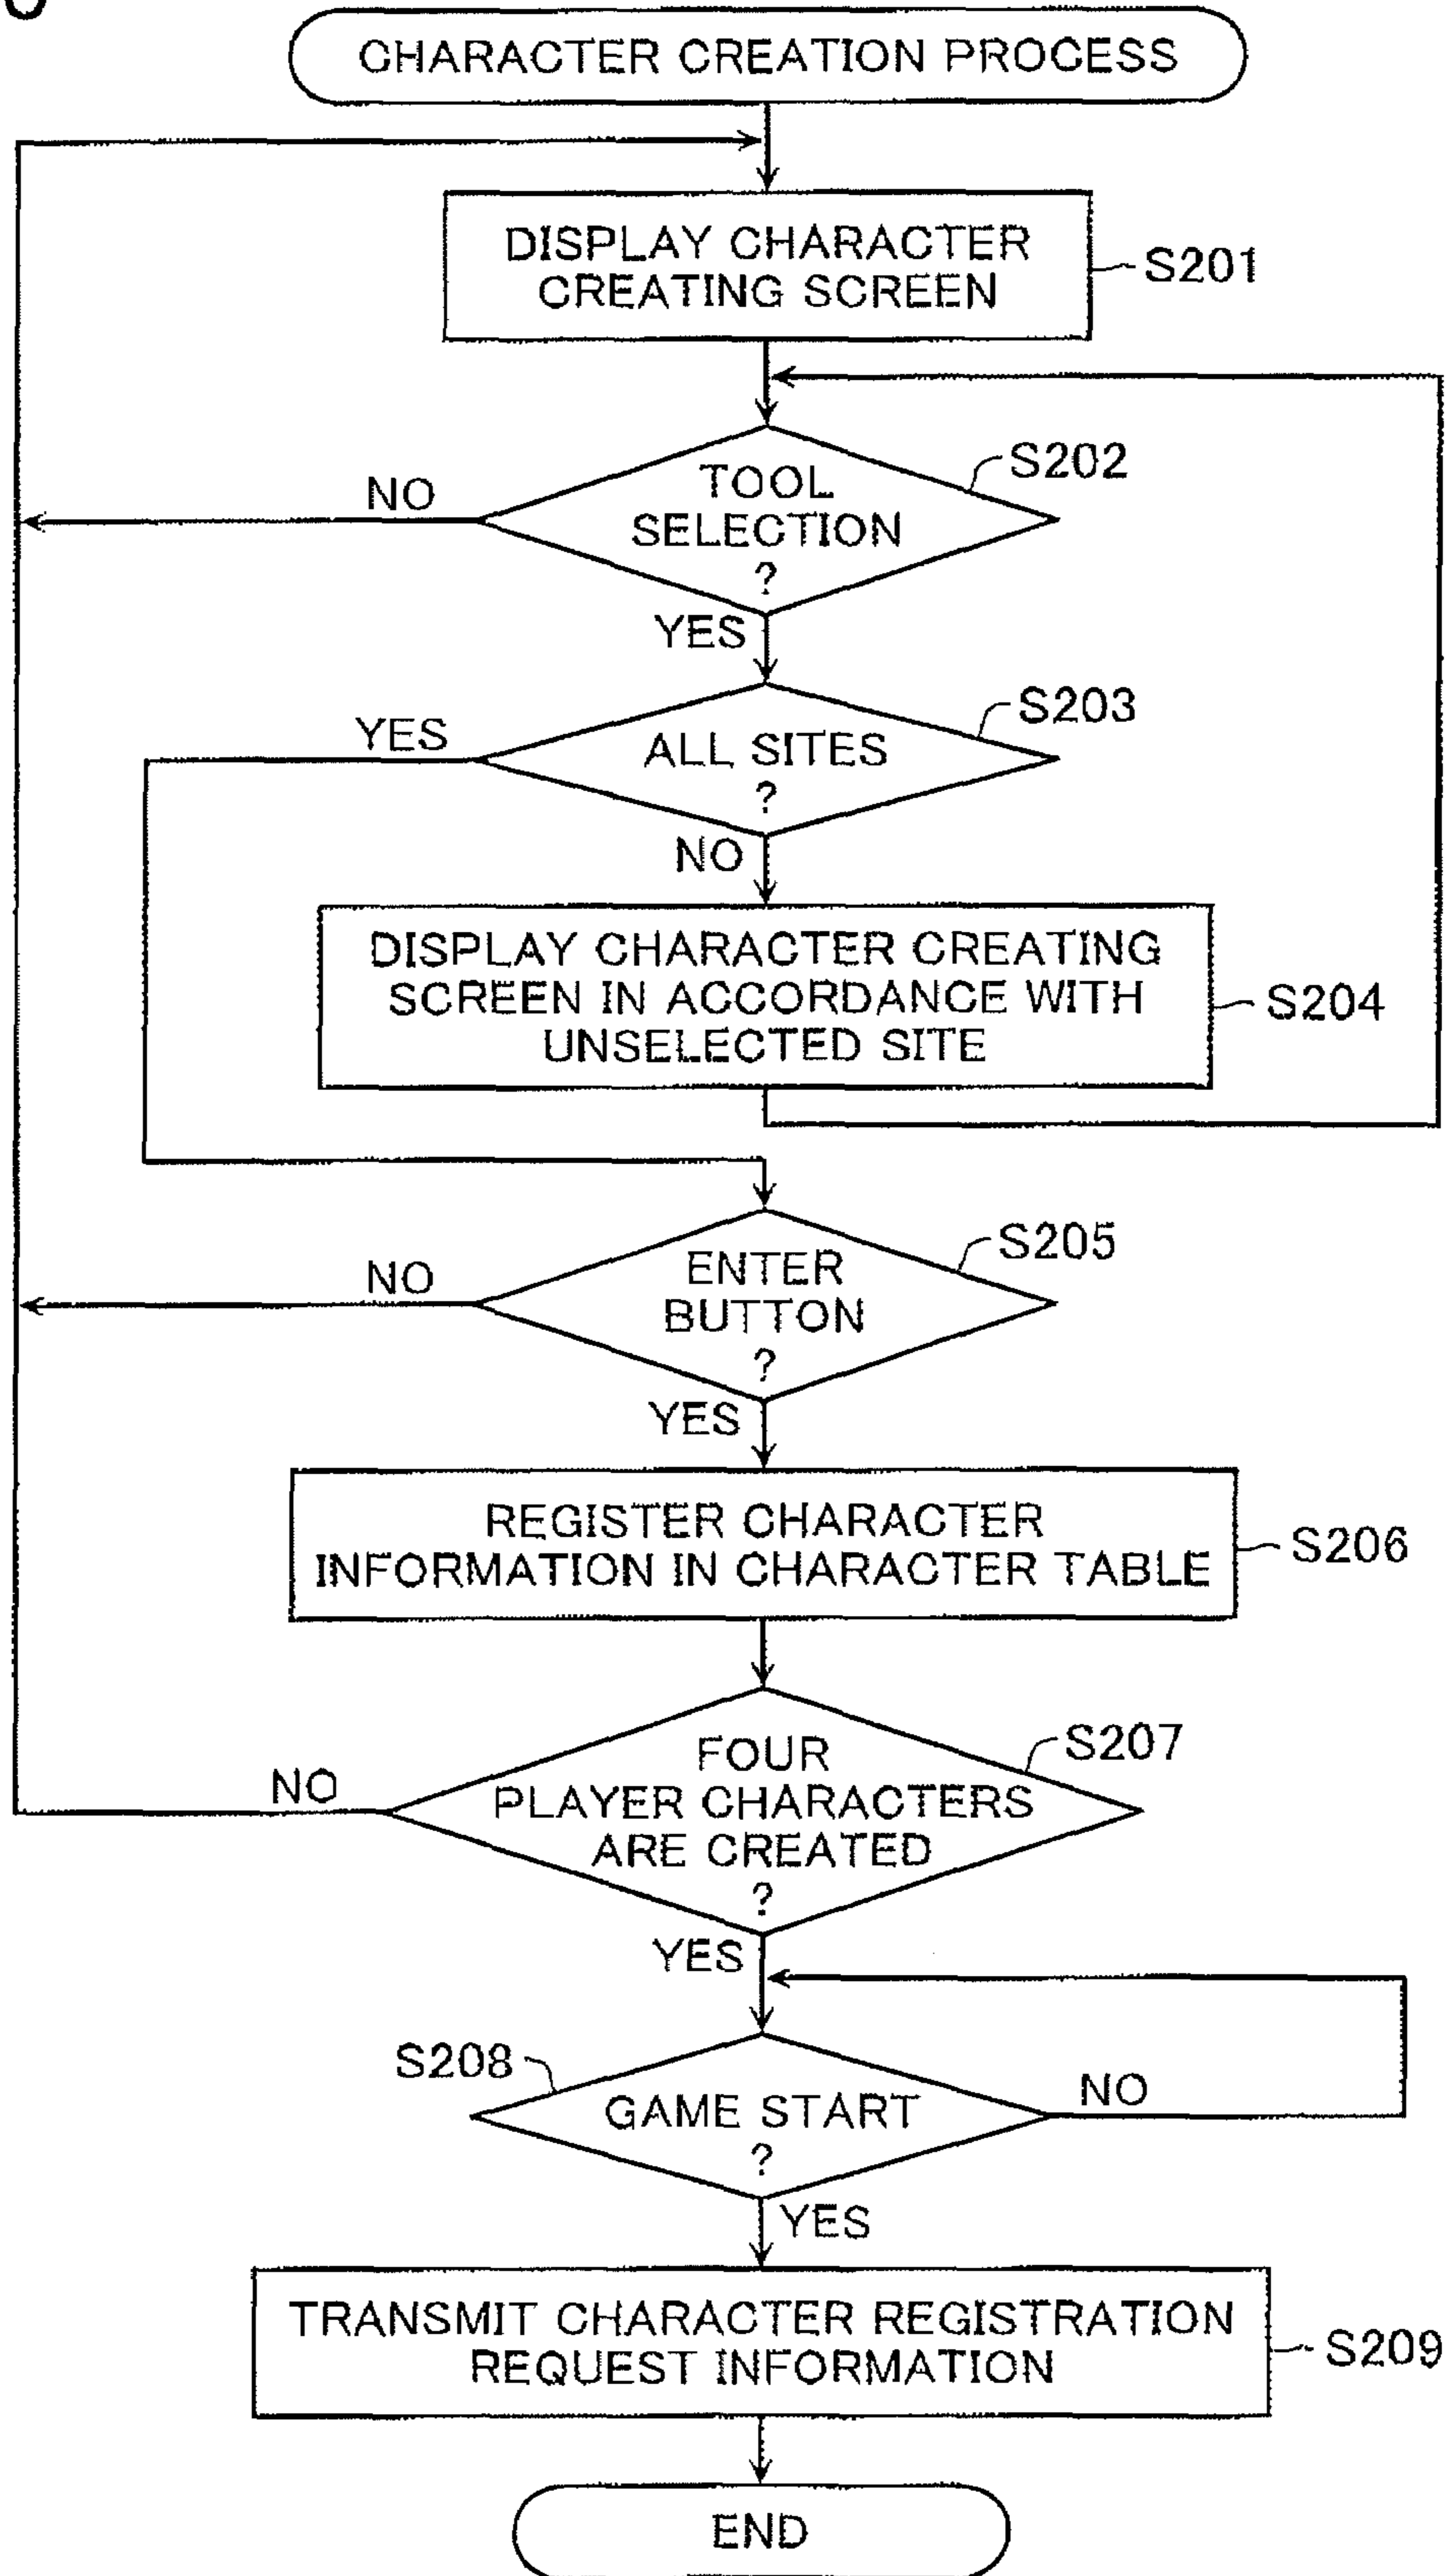 CHARACTER CREATION PROCESS
DISPLAY CHARACTER
CREATING SCREEN
S201
TOOL
SELECTION
?
S202
NO
YES
ALL SITES
?
S203
YES
NO
DISPLAY CHARACTER CREATING
SCREEN IN ACCORDANCE WITH
UNSELECTED SITE
S204
ENTER
BUTTON
?
S205
NO
YES
REGISTER CHARACTER
INFORMATION IN CHARACTER TABLE
S206
FOUR
PLAYER CHARACTERS
ARE CREATED
?
S207
NO
YES
S208
GAME START
?
NO
YES
TRANSMIT CHARACTER REGISTRATION
REQUEST INFORMATION
S209
END